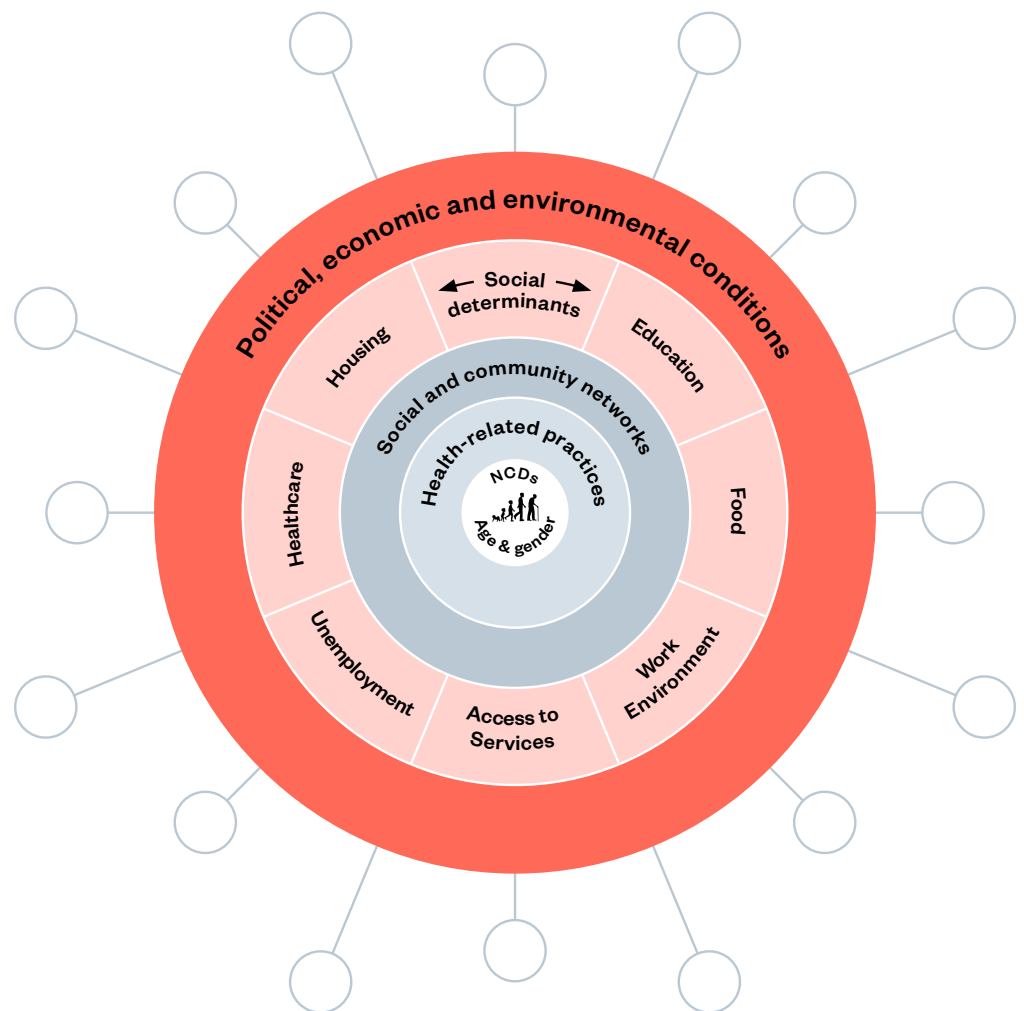 Political, economic and environmental conditions
Social
determinants
Education
Food
Work
Environment
Access to
Services
Unemployment
Healthcare
Housing
Social and community networks
Health-related practices
NCDs
Age & gender